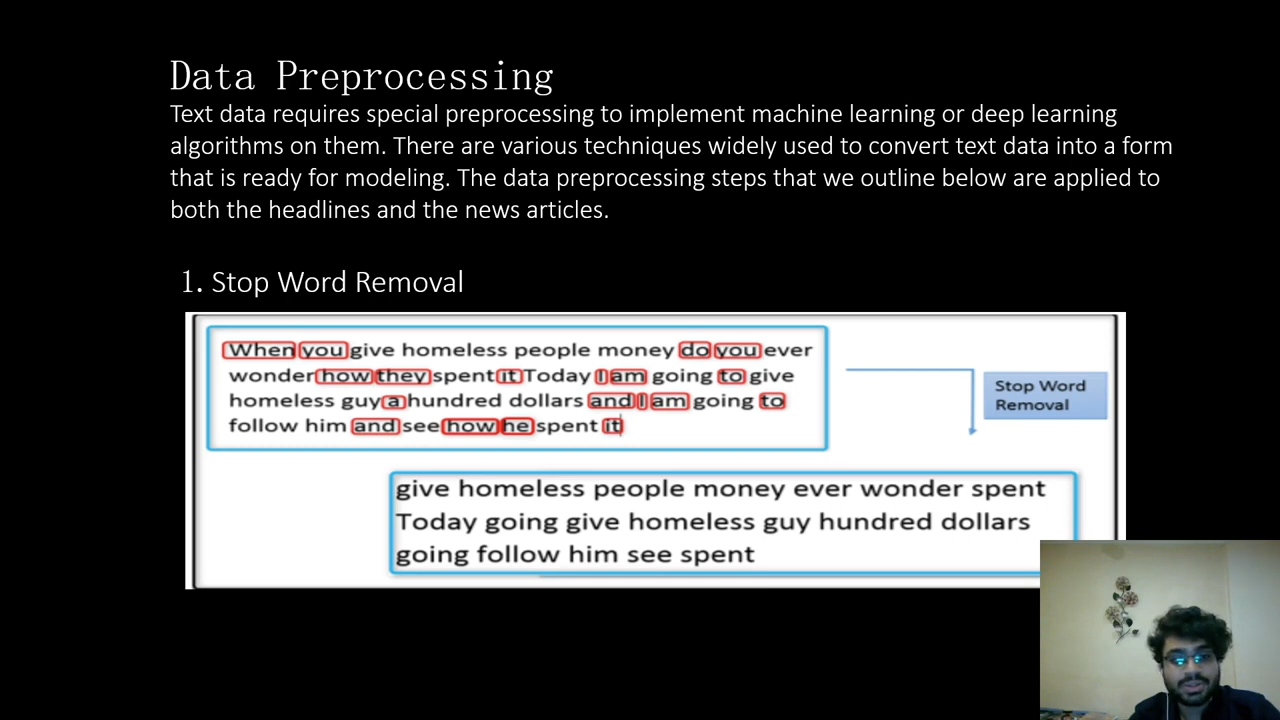 Data Preprocessing
Text data requires special preprocessing to implement machine learning or deep learning
algorithms on them. There are various techniques widely used to convert text data into a form
that is ready for modeling. The data preprocessing steps that we outline below are applied to
both the headlines and the news articles.
1. Stop Word Removal
When you give homeless people money do you ever
wonder how they spent it Today I am going to give
homeless guy a hundred dollars and I am going to
follow him and see how he spent it
Stop Word
Removal
give homeless people money ever wonder spent
Today going give homeless guy hundred dollars
going follow him see spent